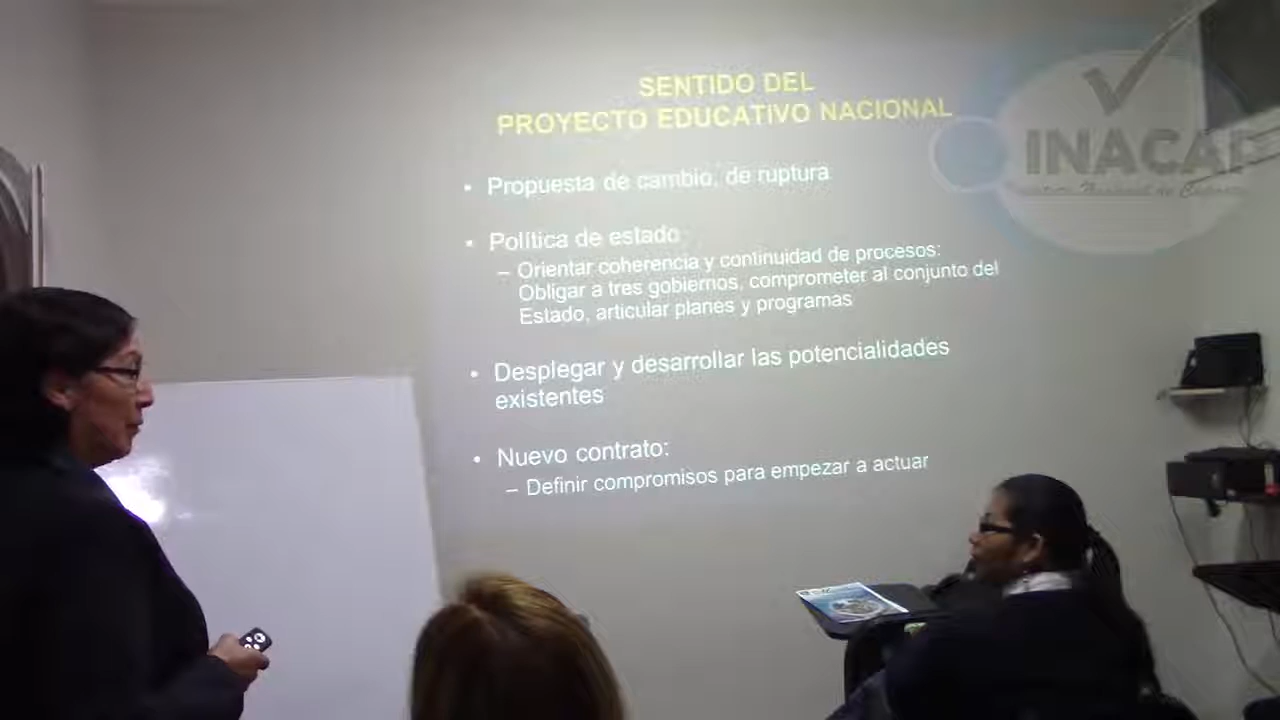 SENTIDO DEL
PROYECTO EDUCATIVO NACIONAL
• Propuesta de cambio, de ruptura
• Política de estado
– Orientar coherencia y continuidad de procesos:
Obligar a tres gobiernos, comprometer al conjunto del
Estado, articular planes y programas
• Desplegar y desarrollar las potencialidades
existentes
• Nuevo contrato:
– Definir compromisos para empezar a actuar
INACAP